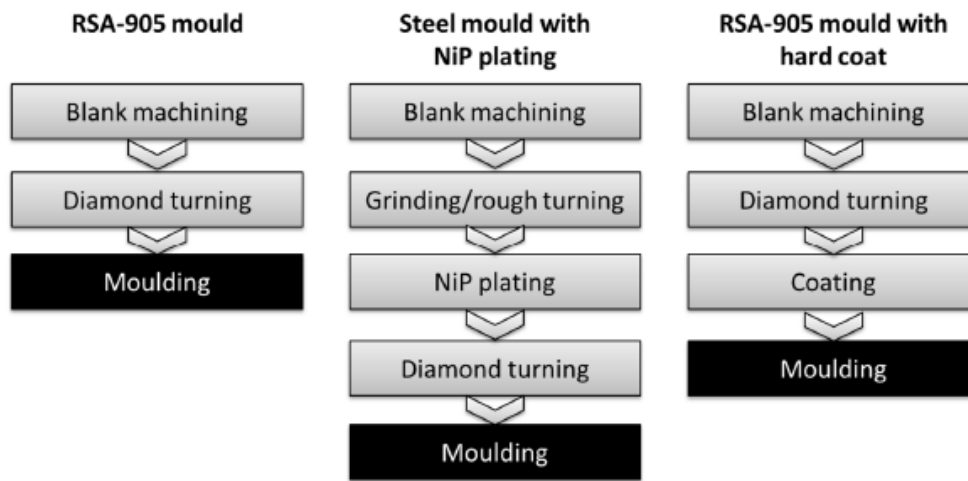 RSA-905 mould
Blank machining
Diamond turning
Moulding
Steel mould with
NiP plating
Blank machining
Grinding/rough turning
NiP plating
Diamond turning
Moulding
RSA-905 mould with
hard coat
Blank machining
Diamond turning
Coating
Moulding